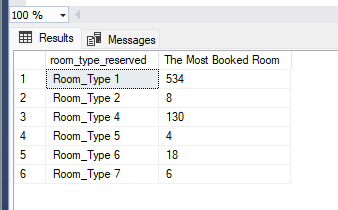 100 %
Results Messages
room_type_reserved The Most Booked Room
1 Room_Type 1 534
2 Room_Type 2 8
3 Room_Type 4 130
4 Room_Type 5 4
5 Room_Type 6 18
6 Room_Type 7 6